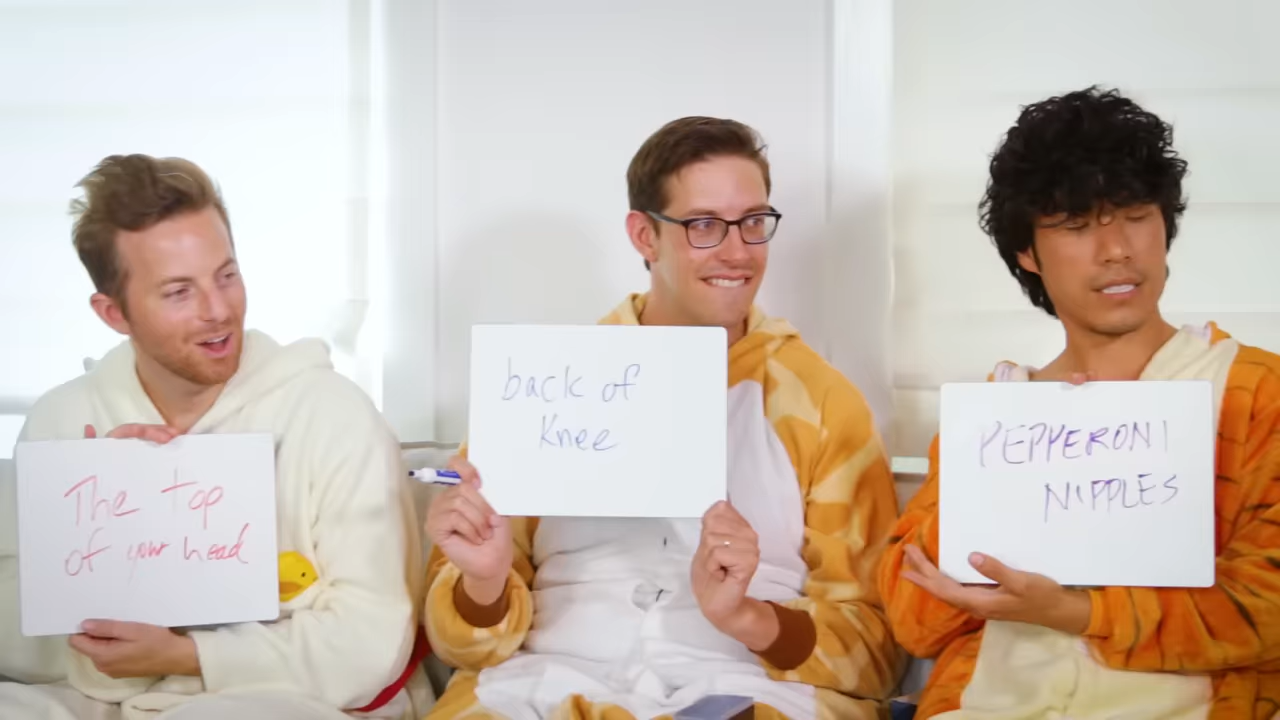 The top
of your head
back of
Knee
PEPPERONI
NIPPLES